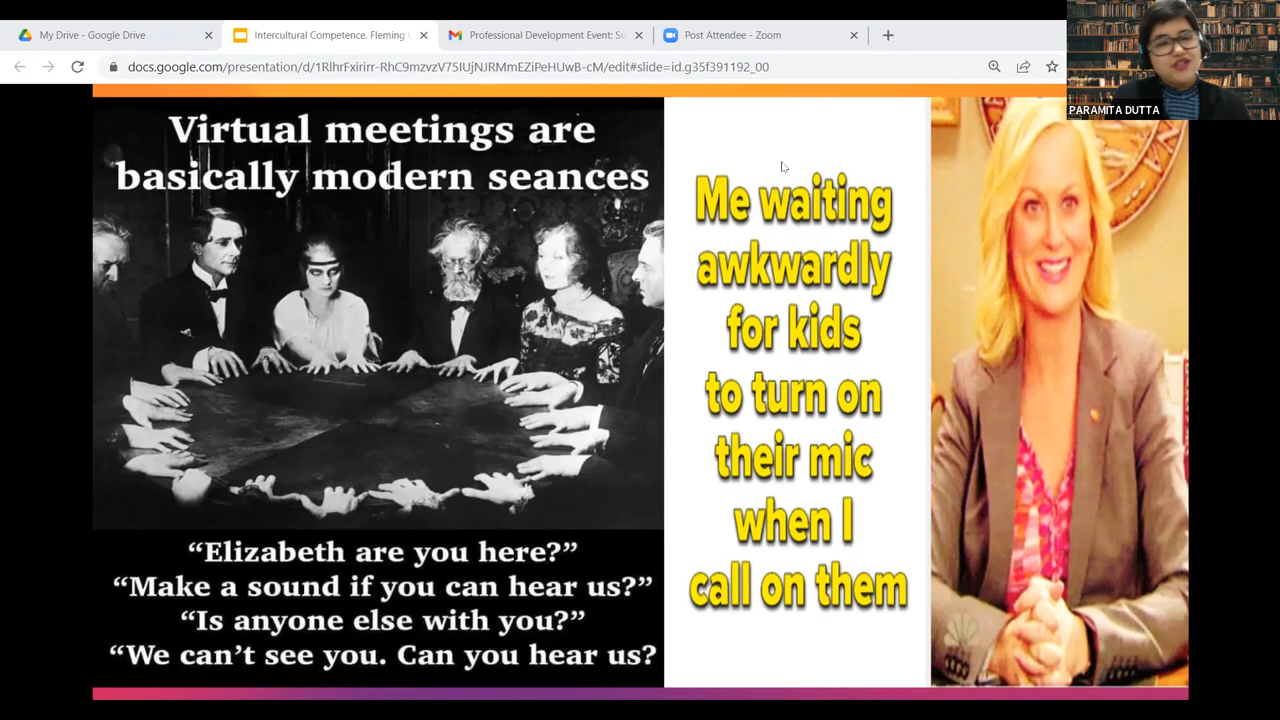 My Drive - Google Drive
Intercultural Competence. Fleming
Professional Development Event: Su
Post Attendee - Zoom
docs.google.com/presentation/d/1RlhrFxirirr-RhC9mzvzV75IUjNJRMmEZiPeHUwB-cM/edit#slide=id.g35f391192_00
PARAMITA DUTTA
Virtual meetings are
basically modern seances
“Elizabeth are you here?”
“Make a sound if you can hear us?”
“Is anyone else with you?”
“We can’t see you. Can you hear us?
Me waiting
awkwardly
for kids
to turn on
their mic
when I
call on them